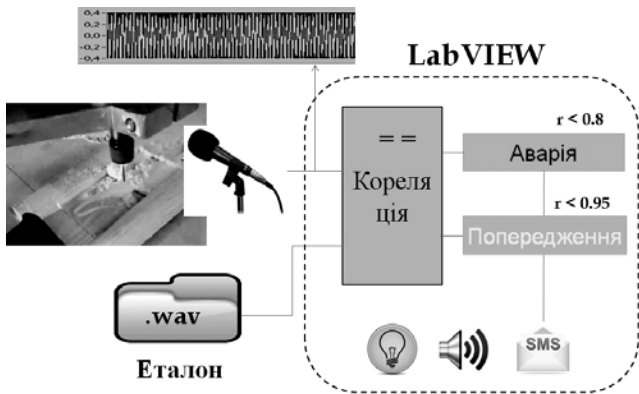 0,4
0,2
0,0
-0,2
-0,4
LabVIEW
r < 0.8
= =
Кореля
ція
Аварія
r < 0.95
Попередження
.wav
Еталон
SMS